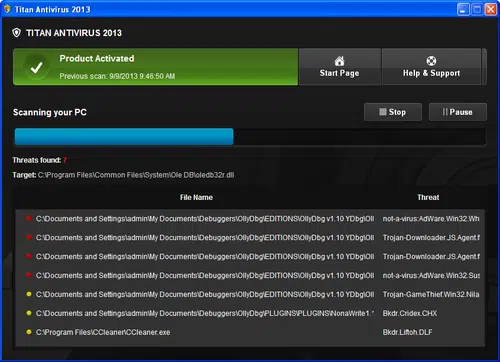 Titan Antivirus 2013
TITAN ANTIVIRUS 2013
Product Activated
Previous scan: 9/9/2013 9:46:50 AM
Start Page
Help & Support
Scanning your PC
Stop
Pause
Threats found: 7
Target: C:\Program Files\Common Files\System\Ole DB\oledb32r.dll
File Name Threat
C:\Documents and Settings\admin\My Documents\Debuggers\OllyDbg\EDITIONS\OllyDbg v1.10 YDbg\Oll not-a-virus:AdWare.Win32.Wh
C:\Documents and Settings\admin\My Documents\Debuggers\OllyDbg\EDITIONS\OllyDbg v1.10 YDbg\Oll Trojan-Downloader.JS.Agent.f
C:\Documents and Settings\admin\My Documents\Debuggers\OllyDbg\EDITIONS\OllyDbg v1.10 YDbg\Oll Trojan-Downloader.JS.Agent.f
C:\Documents and Settings\admin\My Documents\Debuggers\OllyDbg\EDITIONS\OllyDbg v1.10 YDbg\Oll not-a-virus:AdWare.Win32.Sus
C:\Documents and Settings\admin\My Documents\Debuggers\OllyDbg\EDITIONS\OllyDbg v1.10 YDbg\Oll Trojan-GameThief.Win32.Nila
C:\Documents and Settings\admin\My Documents\Debuggers\OllyDbg\PLUGINS\PLUGINS\NonaWrite1. Bkdr.Cridex.CHX
C:\Program Files\CCleaner\CCleaner.exe Bkdr.Liftoh.DLF